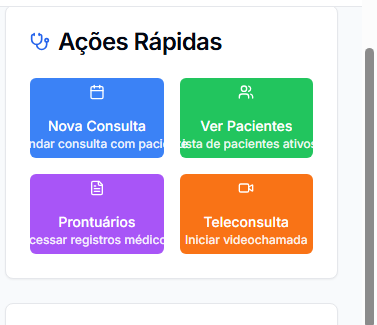 Ações Rápidas
Nova Consulta
Ver Pacientes
ndar consulta com pacie
ista de pacientes ativos
Prontuários
Teleconsulta
cessar registros médico
Iniciar videochamada